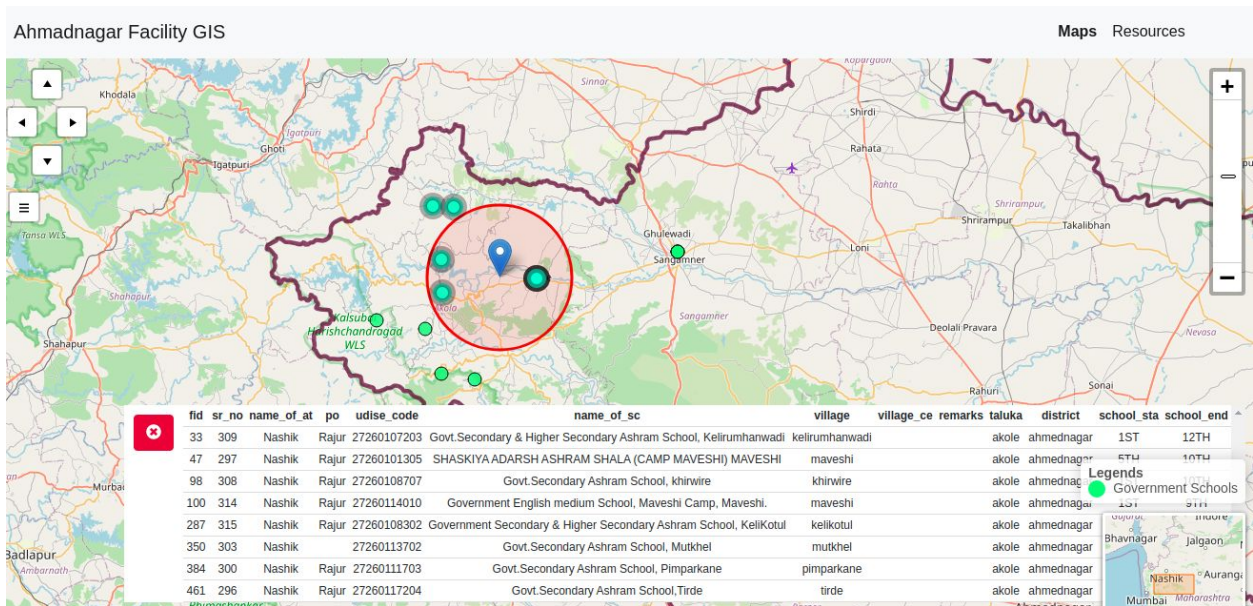 Ahmadnagar Facility GIS
Maps Resources
Kopargaon
Sinnar
Khodala
Shirdi
Igatpuri
Ghoti
Rahata
Igatpuri
Rahta
Shrirampur
Shrirampur
Takalibhan
Tansa WLS
Ghulewadi
Sangamner
Loni
Shahapur
Sangamner
Kalsubai
Harishchandragad
WLS
Deolali Pravara
Nevasa
Shahapur
Rahuri
Sonai
fid sr_no name_of_at po udise_code name_of_sc village village_ce remarks taluka district school_sta school_end
33 309 Nashik Rajur 27260107203 Govt.Secondary & Higher Secondary Ashram School, Kelirumhanwadi kelirumhanwadi akole ahmednagar 1ST 12TH
47 297 Nashik Rajur 27260101305 SHASKIYA ADARSH ASHRAM SHALA (CAMP MAVESHI) MAVESHI maveshi akole ahmednagar 5TH 10TH
98 308 Nashik Rajur 27260108707 Govt.Secondary Ashram School, khirwire khirwire akole
100 314 Nashik Rajur 27260114010 Government English medium School, Maveshi Camp, Maveshi. maveshi akole ahmednagar 1ST 9TH
287 315 Nashik Rajur 27260108302 Government Secondary & Higher Secondary Ashram School, KeliKotul kelikotul akole ahmednagar
350 303 Nashik Rajur 27260113702 Govt.Secondary Ashram School, Mutkhel mutkhel akole ahmednagar
384 300 Nashik Rajur 27260111703 Govt.Secondary Ashram School, Pimparkane pimparkane akole ahmednagar
461 296 Nashik Rajur 27260117204 Govt.Secondary Ashram School,Tirde tirde akole ahmednagar
Legends
Government Schools
Badlapur
Ambarnath
Bhavnagar
Jalgaon
Nashik
Mumbai
Maharashtra